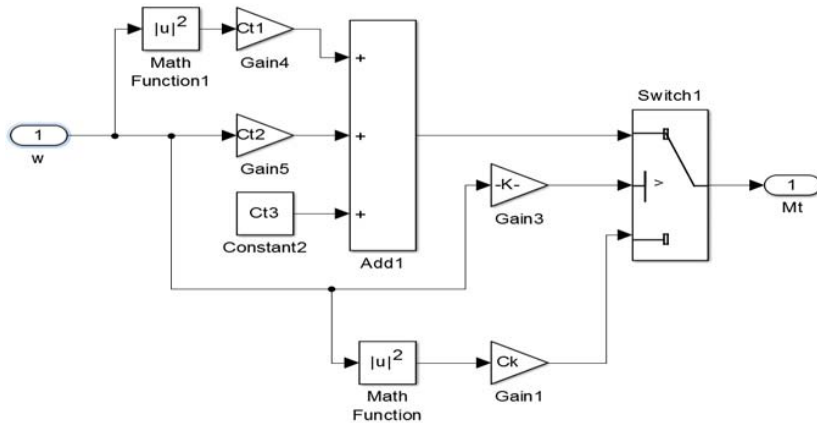 |u|²
Ct1
Math
Function1
Gain4
Switch1
1
w
Ct2
Gain5
+
+
+
Add1
Ct3
Constant2
-K-
Gain3
>
1
Mt
|u|²
Math
Function
Ck
Gain1